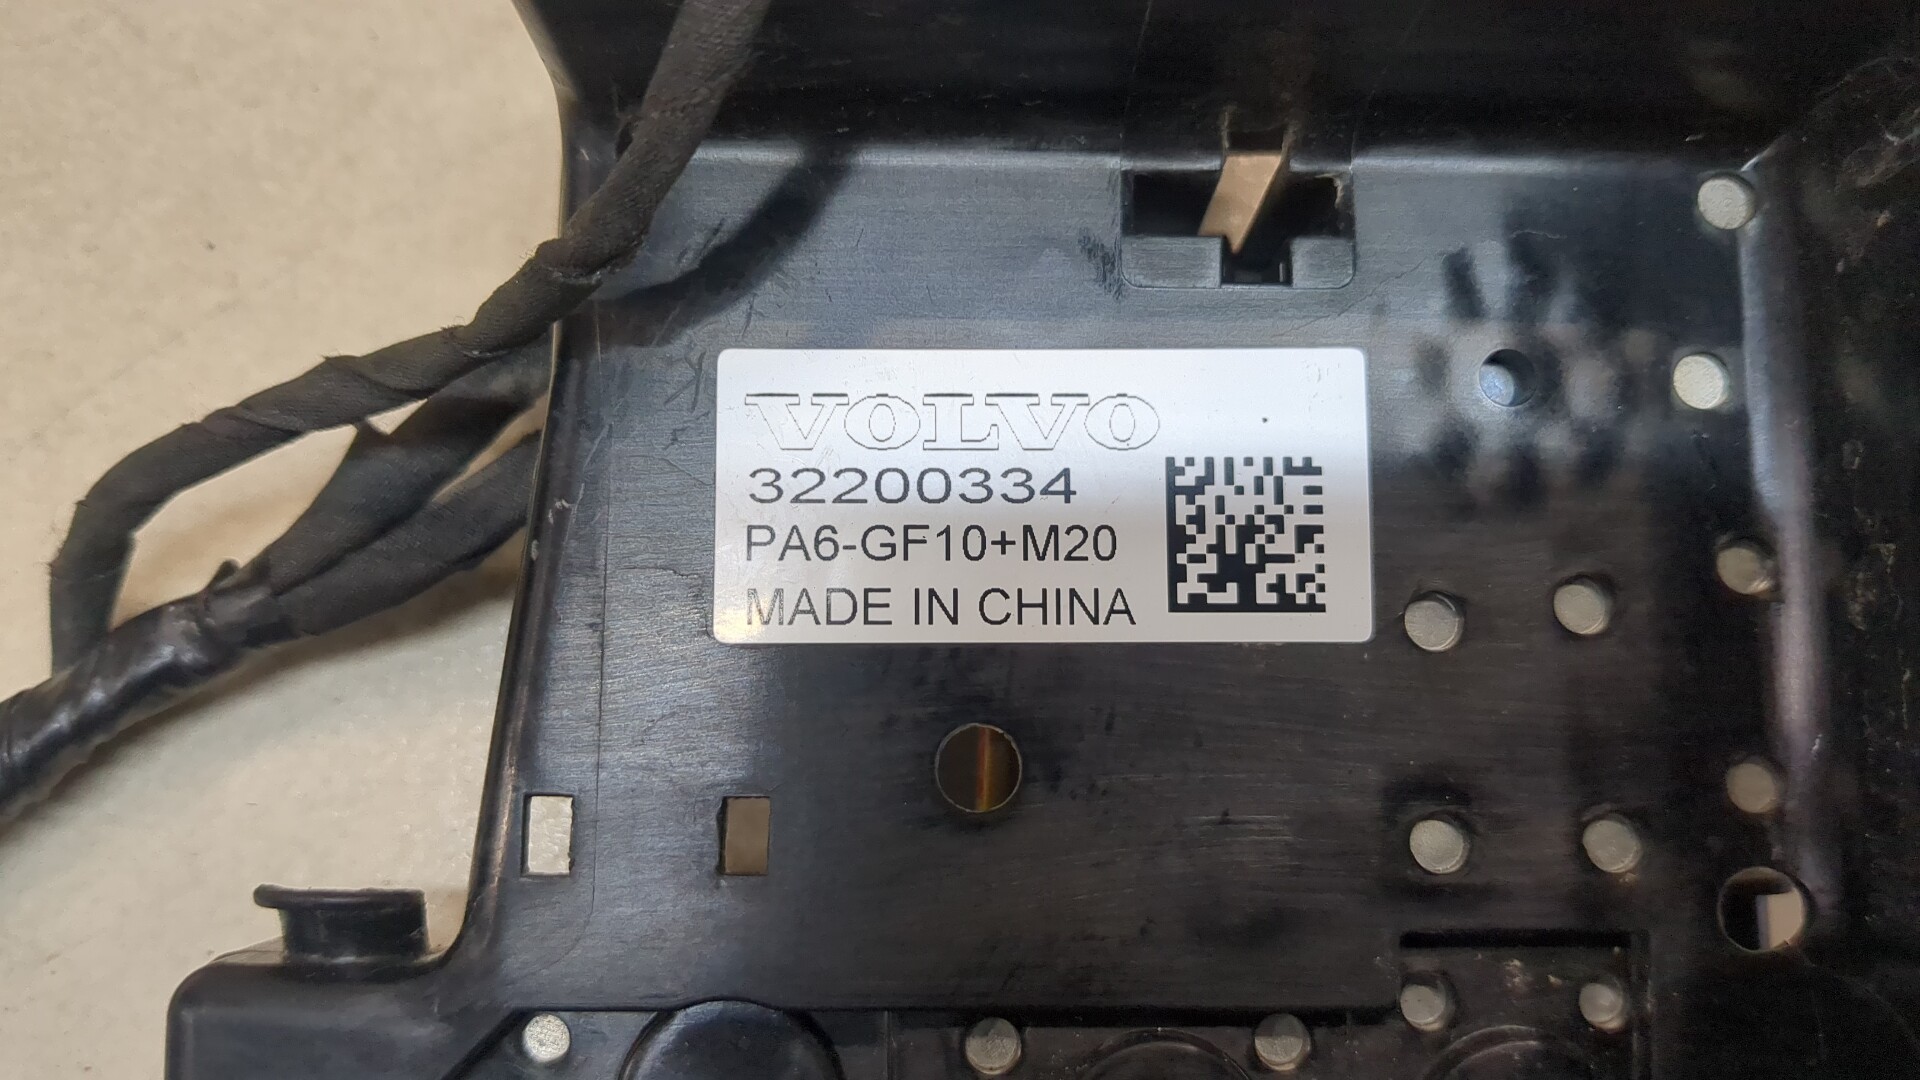 VOLVO
32200334
PA6-GF10+M20
MADE IN CHINA